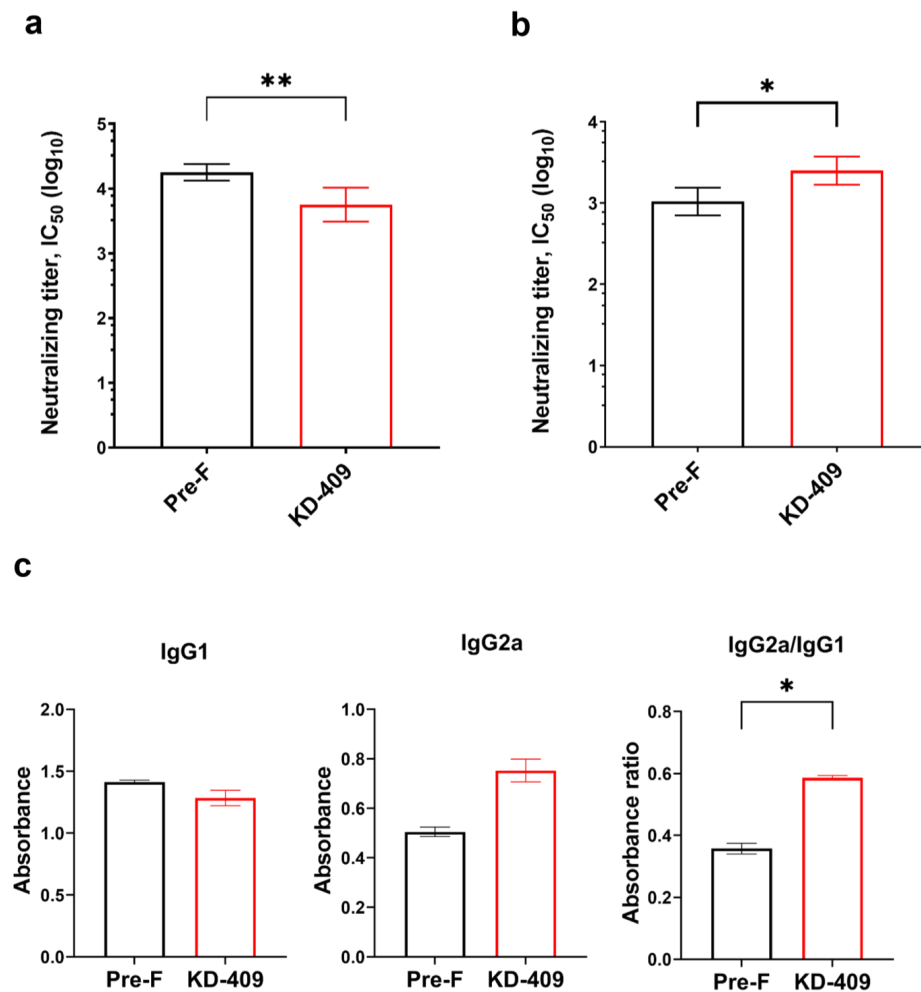 a
**
Neutralizing titer, IC50 (log10)
5
4
3
2
1
0
Pre-F
KD-409
b
*
Neutralizing titer, IC50 (log10)
4
3
2
1
0
Pre-F
KD-409
c
IgG1
Absorbance
2.0
1.5
1.0
0.5
0.0
Pre-F KD-409
IgG2a
Absorbance
1.0
0.8
0.6
0.4
0.2
0.0
Pre-F KD-409
IgG2a/IgG1
*
Absorbance ratio
0.8
0.6
0.4
0.2
0.0
Pre-F KD-409